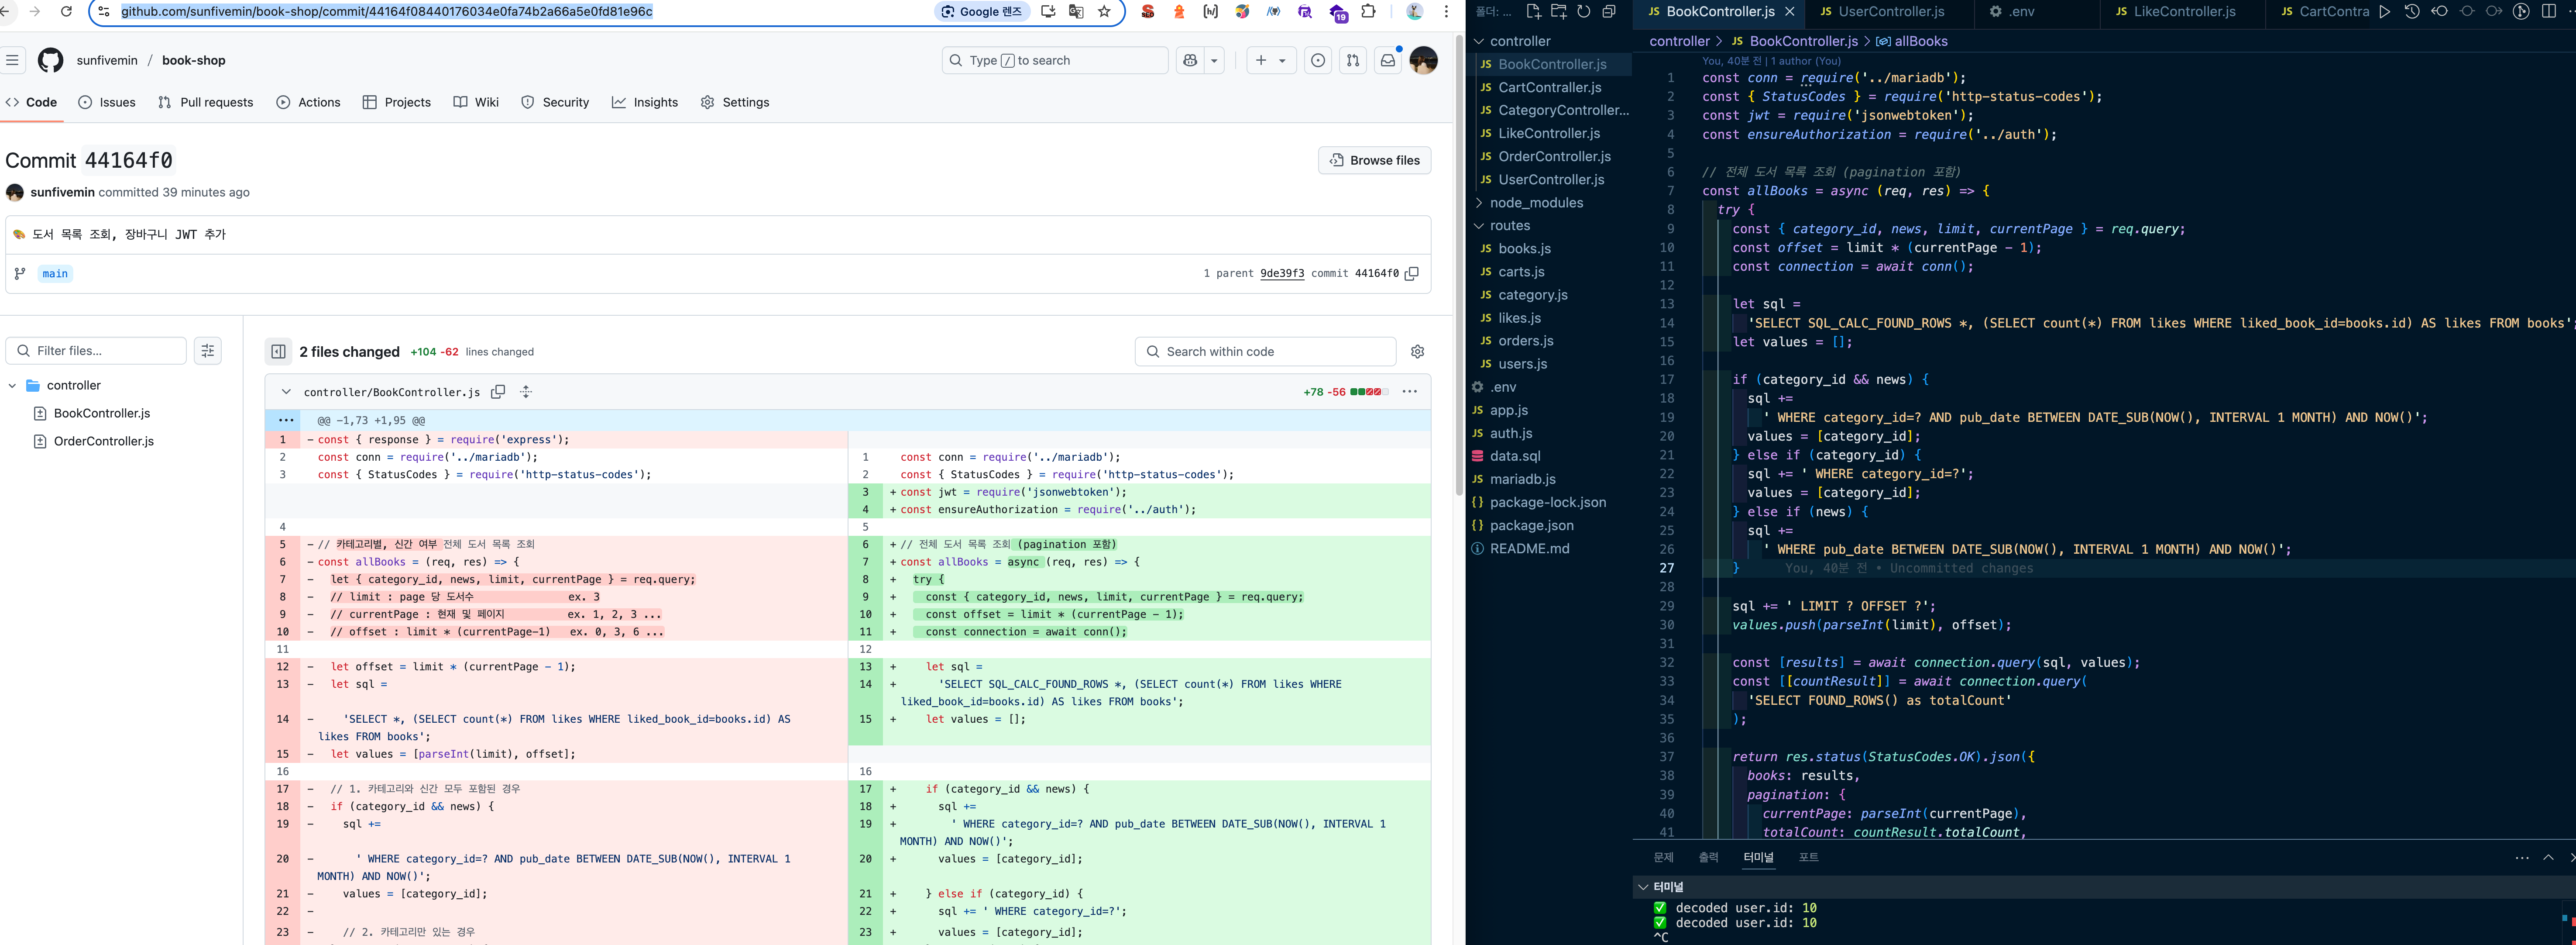 github.com/sunfivemin/book-shop/commit/44164f08440176034e0fa74b2a66a5e0fd81e96c
Google 렌즈
19
sunfivemin / book-shop
Type / to search
Code
Issues
Pull requests
Actions
Projects
Wiki
Security
Insights
Settings
Commit 44164f0
Browse files
sunfivemin committed 39 minutes ago
🎨 도서 목록 조회, 장바구니 JWT 추가
main
1 parent 9de39f3 commit 44164f0
Filter files...
controller
BookController.js
OrderController.js
2 files changed +104 -62 lines changed
Search within code
controller/BookController.js
+78 -56
@@ -1,73 +1,95 @@
1 - const { response } = require('express');
2 const conn = require('../mariadb');
3 const { StatusCodes } = require('http-status-codes');
4
5 - // 카테고리별, 신간 여부 전체 도서 목록 조회
6 - const allBooks = (req, res) => {
7 - let { category_id, news, limit, currentPage } = req.query;
8 - // limit : page 당 도서수 ex. 3
9 - // currentPage : 현재 및 페이지 ex. 1, 2, 3 ...
10 - // offset : limit * (currentPage-1) ex. 0, 3, 6 ...
11
12 - let offset = limit * (currentPage - 1);
13 - let sql =
14 - 'SELECT *, (SELECT count(*) FROM likes WHERE liked_book_id=books.id) AS
likes FROM books';
15 - let values = [parseInt(limit), offset];
16
17 - // 1. 카테고리와 신간 모두 포함된 경우
18 - if (category_id && news) {
19 - sql +=
20 - ' WHERE category_id=? AND pub_date BETWEEN DATE_SUB(NOW(), INTERVAL 1
MONTH) AND NOW()';
21 - values = [category_id];
22 -
23 - // 2. 카테고리만 있는 경우
1 const conn = require('../mariadb');
2 const { StatusCodes } = require('http-status-codes');
3 + const jwt = require('jsonwebtoken');
4 + const ensureAuthorization = require('../auth');
5
6 + // 전체 도서 목록 조회 (pagination 포함)
7 + const allBooks = async (req, res) => {
8 + try {
9 + const { category_id, news, limit, currentPage } = req.query;
10 + const offset = limit * (currentPage - 1);
11 + const connection = await conn();
12
13 + let sql =
14 + 'SELECT SQL_CALC_FOUND_ROWS *, (SELECT count(*) FROM likes WHERE
liked_book_id=books.id) AS likes FROM books';
15 + let values = [];
16
17 + if (category_id && news) {
18 + sql +=
19 + ' WHERE category_id=? AND pub_date BETWEEN DATE_SUB(NOW(), INTERVAL 1
MONTH) AND NOW()';
20 + values = [category_id];
21 + } else if (category_id) {
22 + sql += ' WHERE category_id=?';
23 + values = [category_id];
폴더: ...
controller
JS BookController.js
JS CartContraller.js
JS CategoryController...
JS LikeController.js
JS OrderController.js
JS UserController.js
node_modules
routes
JS books.js
JS carts.js
JS category.js
JS likes.js
JS orders.js
JS users.js
.env
JS app.js
JS auth.js
data.sql
JS mariadb.js
{ } package-lock.json
{ } package.json
README.md
JS BookController.js
JS UserController.js
.env
JS LikeController.js
JS CartContra
controller > JS BookController.js > allBooks
You, 40분 전 | 1 author (You)
1 const conn = require('../mariadb');
2 const { StatusCodes } = require('http-status-codes');
3 const jwt = require('jsonwebtoken');
4 const ensureAuthorization = require('../auth');
5
6 // 전체 도서 목록 조회 (pagination 포함)
7 const allBooks = async (req, res) => {
8 try {
9 const { category_id, news, limit, currentPage } = req.query;
10 const offset = limit * (currentPage - 1);
11 const connection = await conn();
12
13 let sql =
14 'SELECT SQL_CALC_FOUND_ROWS *, (SELECT count(*) FROM likes WHERE liked_book_id=books.id) AS likes FROM books';
15 let values = [];
16
17 if (category_id && news) {
18 sql +=
19 ' WHERE category_id=? AND pub_date BETWEEN DATE_SUB(NOW(), INTERVAL 1 MONTH) AND NOW()';
20 values = [category_id];
21 } else if (category_id) {
22 sql += ' WHERE category_id=?';
23 values = [category_id];
24 } else if (news) {
25 sql +=
26 ' WHERE pub_date BETWEEN DATE_SUB(NOW(), INTERVAL 1 MONTH) AND NOW()';
27 } You, 40분 전 • Uncommitted changes
28
29 sql += ' LIMIT ? OFFSET ?';
30 values.push(parseInt(limit), offset);
31
32 const [results] = await connection.query(sql, values);
33 const [[countResult]] = await connection.query(
34 'SELECT FOUND_ROWS() as totalCount'
35 );
36
37 return res.status(StatusCodes.OK).json({
38 books: results,
39 pagination: {
40 currentPage: parseInt(currentPage),
41 totalCount: countResult.totalCount,
문제 출력 터미널 포트
터미널
✅ decoded user.id: 10
✅ decoded user.id: 10
^C